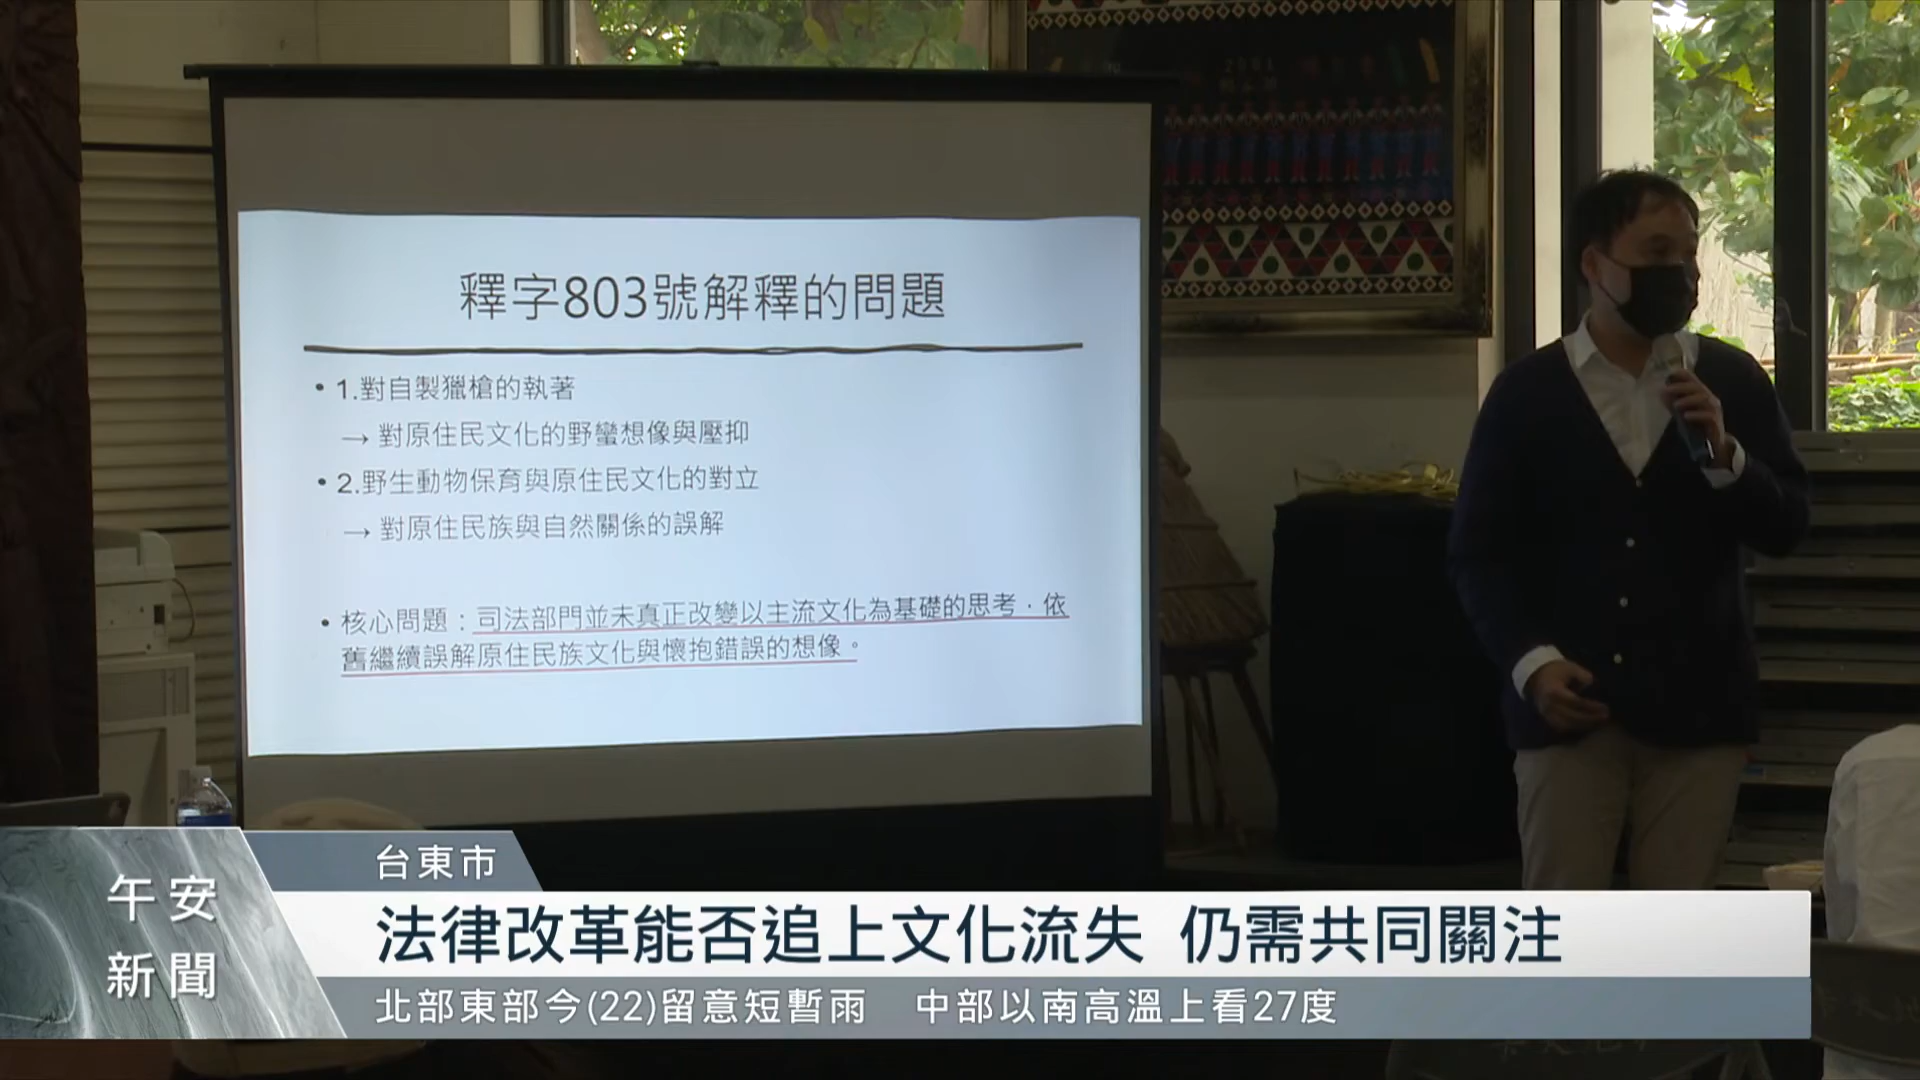 釋字803號解釋的問題
• 1.對自製獵槍的執著
→ 對原住民文化的野蠻想像與壓抑
• 2.野生動物保育與原住民文化的對立
→ 對原住民族與自然關係的誤解
• 核心問題：司法部門並未真正改變以主流文化為基礎的思考，依
舊繼續誤解原住民族文化與懷抱錯誤的想像。
台東市
午安
新聞
法律改革能否追上文化流失 仍需共同關注
北部東部今(22)留意短暫雨 中部以南高溫上看27度